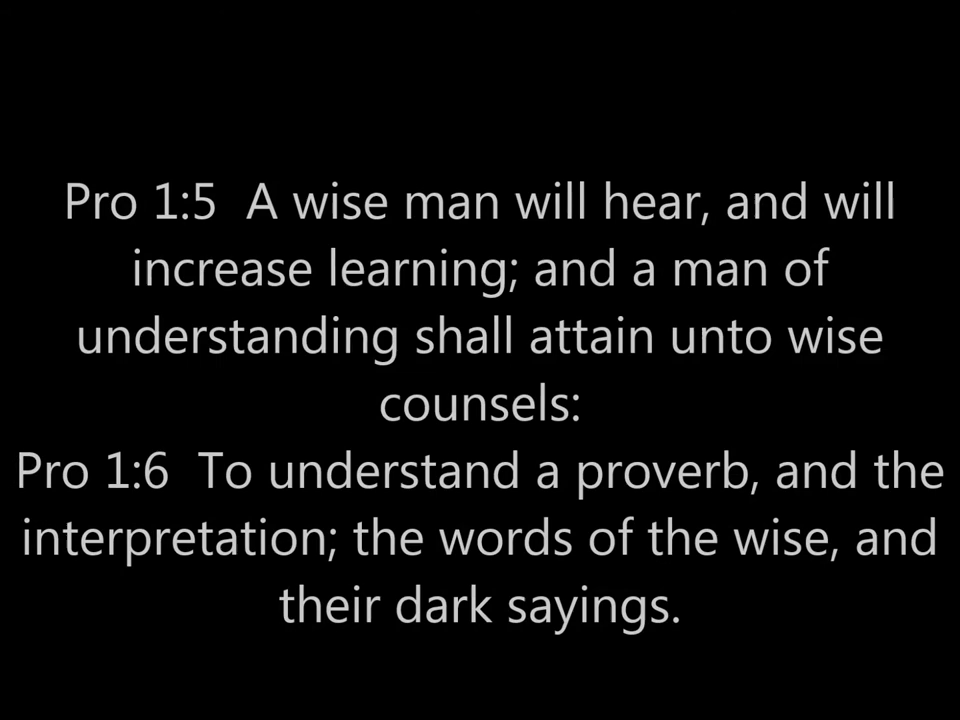 Pro 1:5  A wise man will hear, and will
increase learning; and a man of
understanding shall attain unto wise
counsels:
Pro 1:6  To understand a proverb, and the
interpretation; the words of the wise, and
their dark sayings.